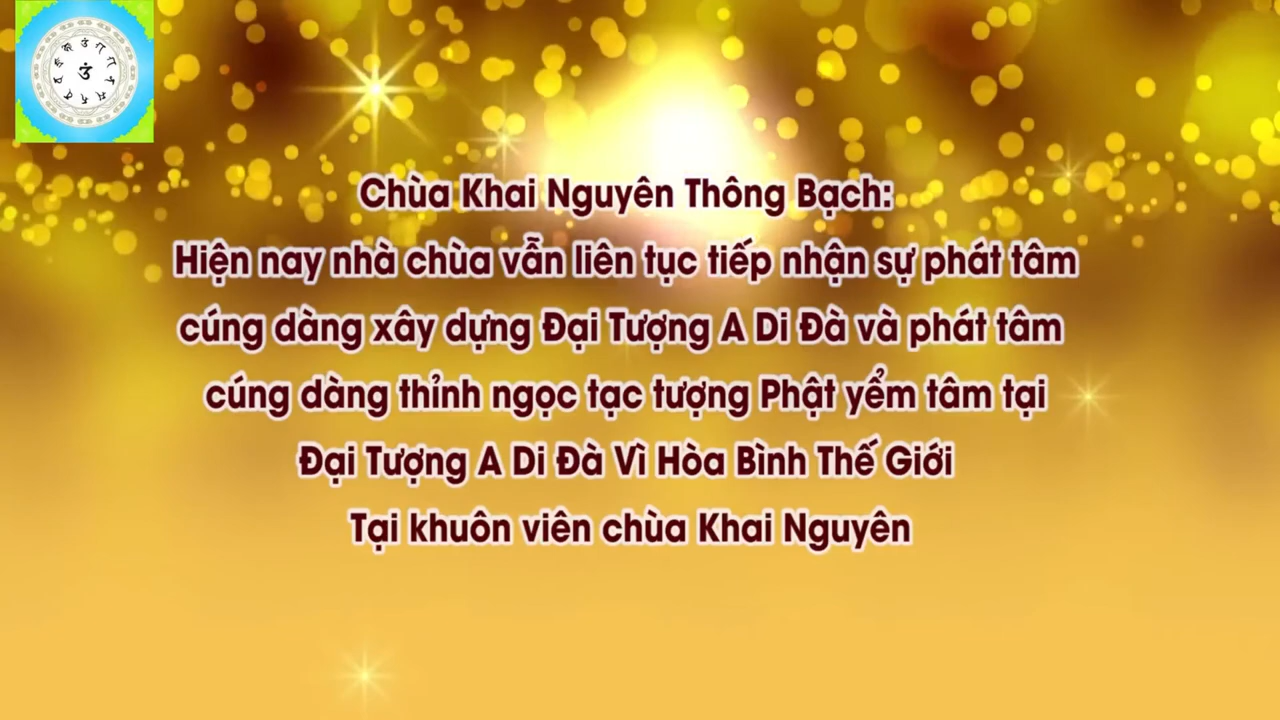 Chùa Khai Nguyên Thông Bạch:
Hiện nay nhà chùa vẫn liên tục tiếp nhận sự phát tâm
cúng dàng xây dựng Đại Tượng A Di Đà và phát tâm
cúng dàng thỉnh ngọc tạc tượng Phật yểm tâm tại
Đại Tượng A Di Đà Vì Hòa Bình Thế Giới
Tại khuôn viên chùa Khai Nguyên